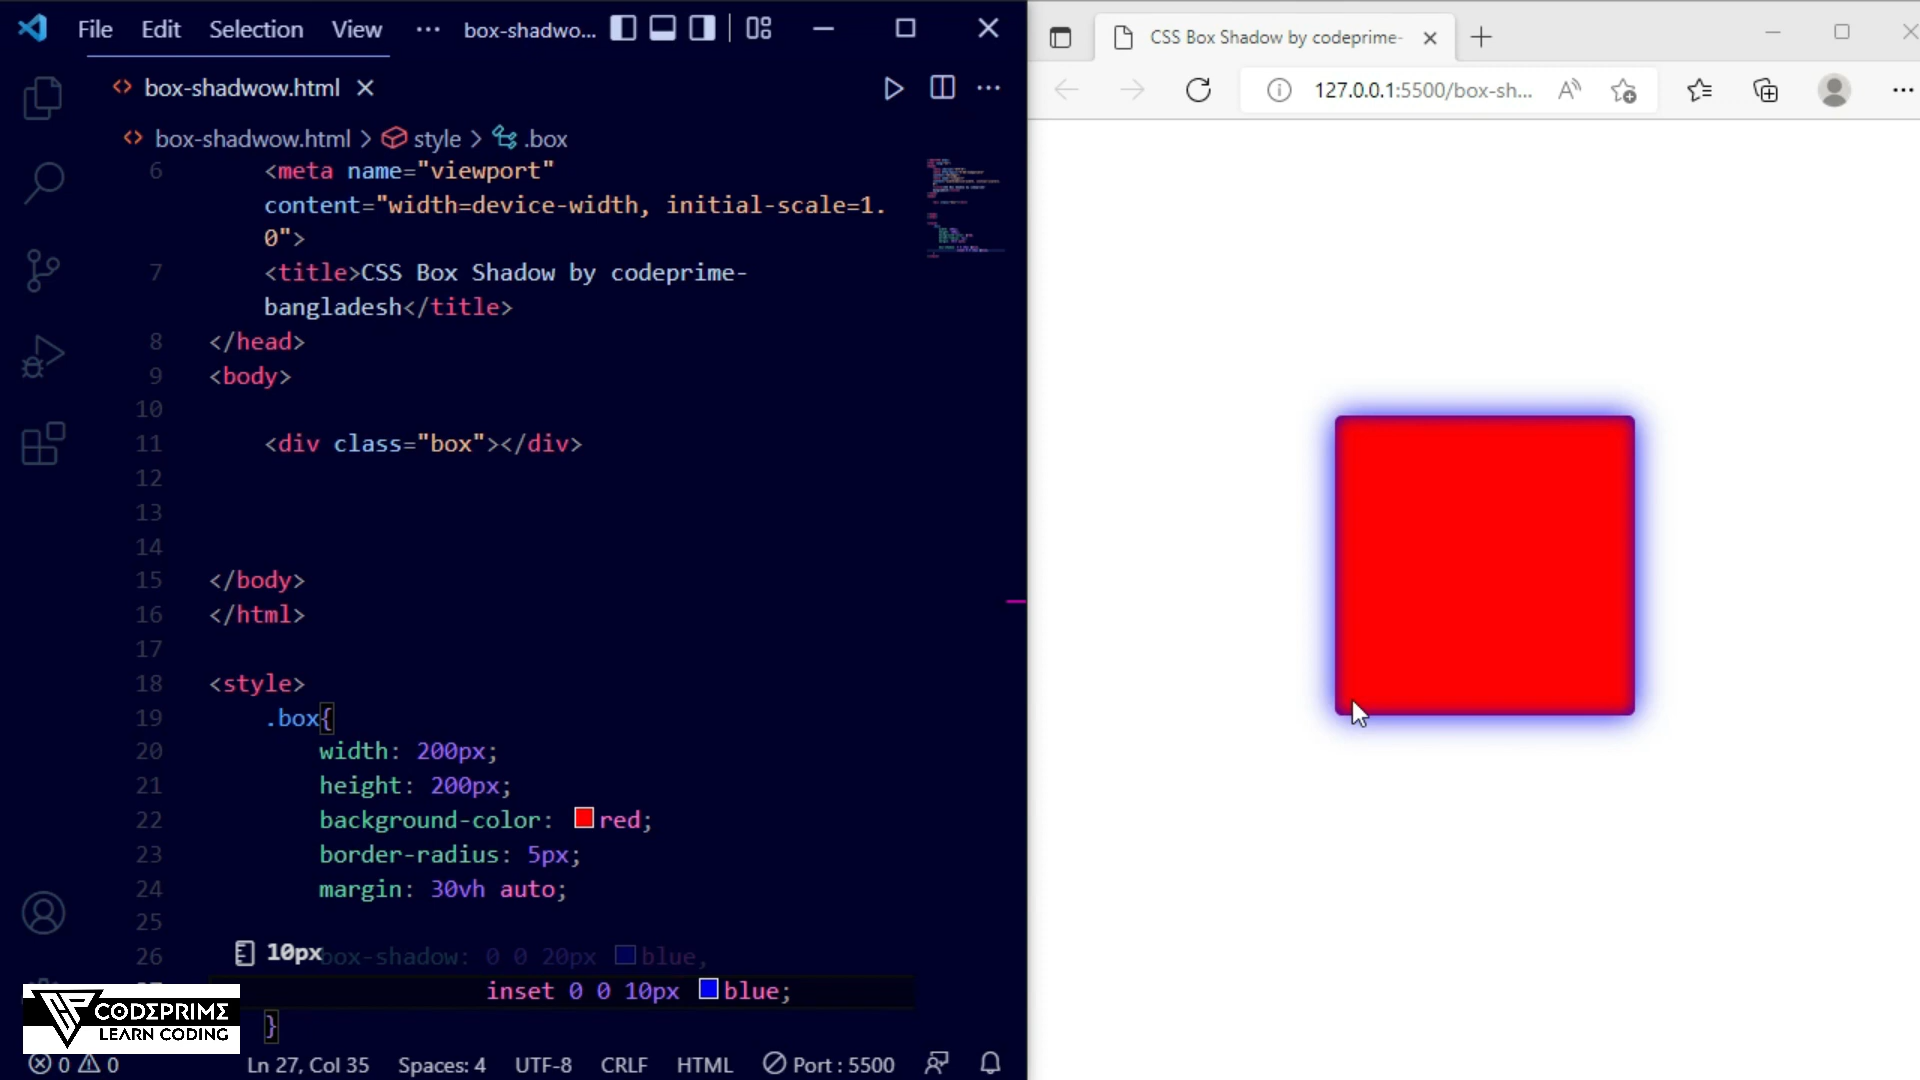 File Edit Selection View ··· box-shadwo...
box-shadwow.html
box-shadwow.html > style > .box
6 <meta name="viewport"
content="width=device-width, initial-scale=1.
0">
7 <title>CSS Box Shadow by codeprime-
bangladesh</title>
8 </head>
9 <body>
10
11 <div class="box"></div>
12
13
14
15 </body>
16 </html>
17
18 <style>
19 .box{
20 width: 200px;
21 height: 200px;
22 background-color: red;
23 border-radius: 5px;
24 margin: 30vh auto;
25
26 box-shadow: 0 0 20px blue,
10px
inset 0 0 10px blue;
}
CODEPRIME
LEARN CODING
0 0 Ln 27, Col 35 Spaces: 4 UTF-8 CRLF HTML Port : 5500
CSS Box Shadow by codeprime-
127.0.0.1:5500/box-sh...